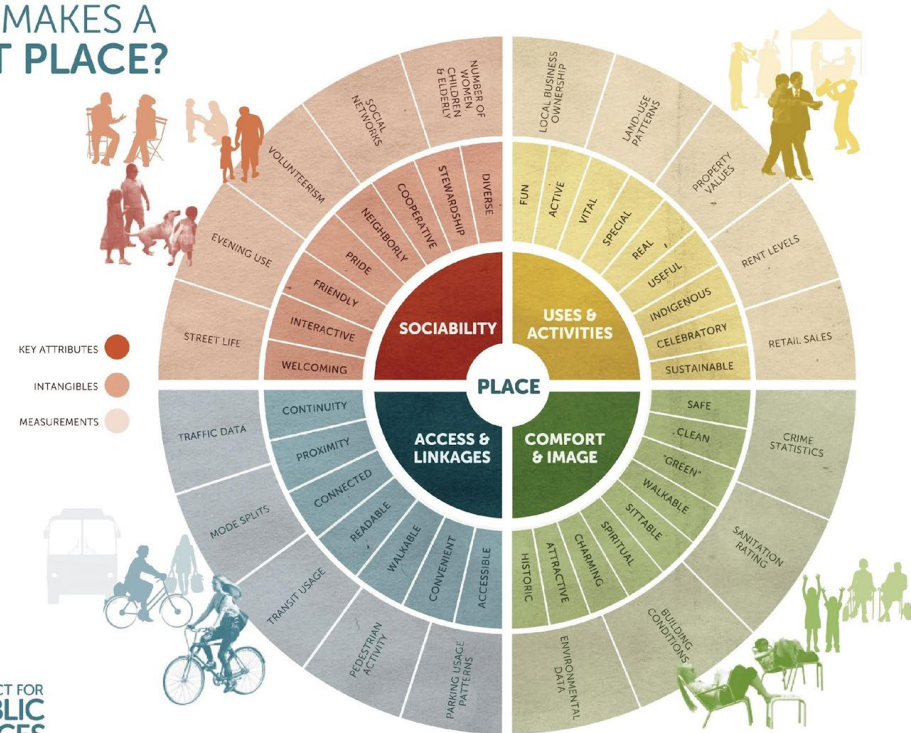 MAKES A
T PLACE?
KEY ATTRIBUTES
INTANGIBLES
MEASUREMENTS
PLACE
SOCIABILITY
USES &
ACTIVITIES
ACCESS &
LINKAGES
COMFORT
& IMAGE
WELCOMING
INTERACTIVE
FRIENDLY
PRIDE
NEIGHBORLY
COOPERATIVE
STEWARDSHIP
DIVERSE
FUN
ACTIVE
VITAL
SPECIAL
REAL
USEFUL
INDIGENOUS
CELEBRATORY
SUSTAINABLE
SAFE
CLEAN
"GREEN"
WALKABLE
SITTABLE
SPIRITUAL
CHARMING
ATTRACTIVE
HISTORIC
ACCESSIBLE
CONVENIENT
WALKABLE
READABLE
CONNECTED
PROXIMITY
CONTINUITY
STREET LIFE
EVENING USE
VOLUNTEERISM
SOCIAL
NETWORKS
NUMBER OF
WOMEN,
CHILDREN
& ELDERLY
LOCAL BUSINESS
OWNERSHIP
LAND-USE
PATTERNS
PROPERTY
VALUES
RENT LEVELS
RETAIL SALES
CRIME
STATISTICS
SANITATION
RATING
BUILDING
CONDITIONS
ENVIRONMENTAL
DATA
PARKING USAGE
PATTERNS
PEDESTRIAN
ACTIVITY
TRANSIT USAGE
MODE SPLITS
TRAFFIC DATA
CT FOR
BLIC
CES